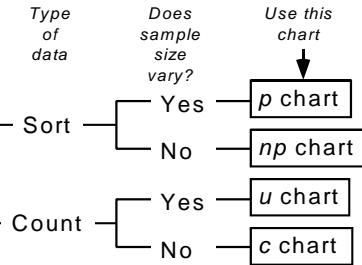 Type of data
Does sample size vary?
Use this chart
Sort
Yes
p chart
No
np chart
Count
Yes
u chart
No
c chart